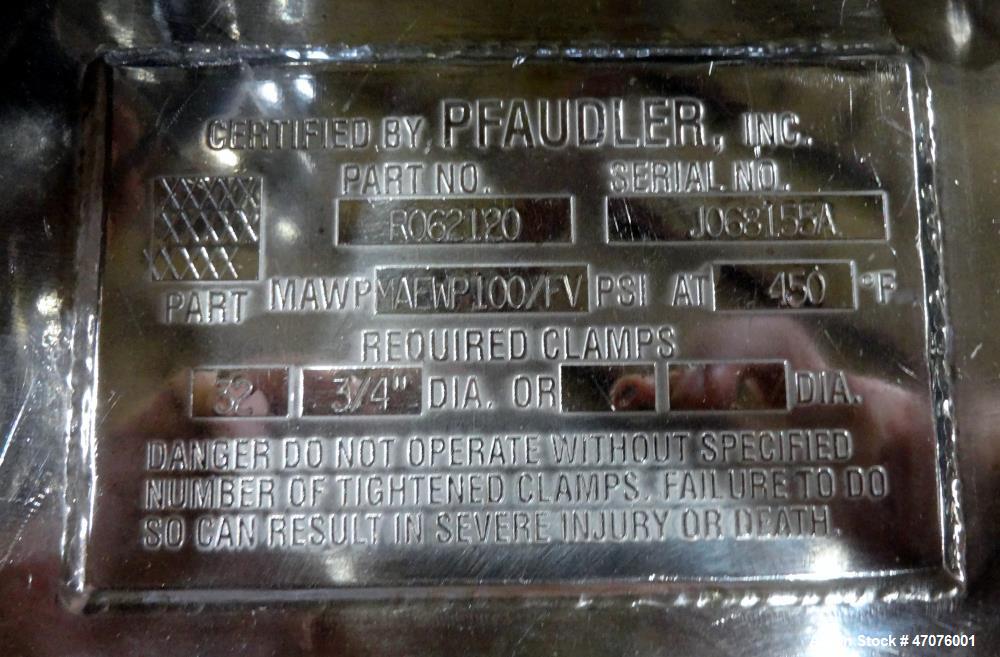 CERTIFIED BY, PFAUDLER, INC.
PART NO. SERIAL NO.
R062120 J068155A
PART MAWP MAEWP100/FV PSI AT 450 °F
REQUIRED CLAMPS
32 3/4" DIA. OR DIA.
DANGER DO NOT OPERATE WITHOUT SPECIFIED
NUMBER OF TIGHTENED CLAMPS. FAILURE TO DO
SO CAN RESULT IN SEVERE INJURY OR DEATH.
Stock # 47076001